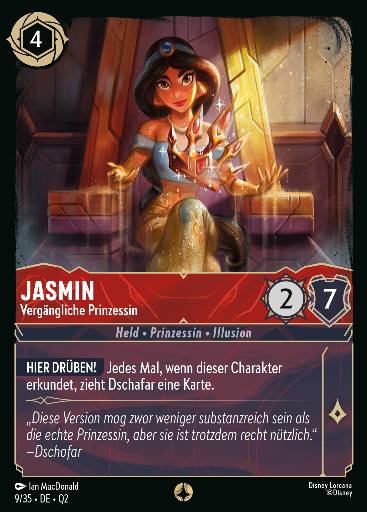 4
JASMIN
Vergängliche Prinzessin
2
7
Held • Prinzessin • Illusion
HIER DRÜBEN! Jedes Mal, wenn dieser Charakter
erkundet, zieht Dschafar eine Karte.
„Diese Version mag zwar weniger substanzreich sein als
die echte Prinzessin, aber sie ist trotzdem recht nützlich.“
–Dschafar
Ian MacDonald
9/35 • DE • Q2
Disney Lorcana
©Disney